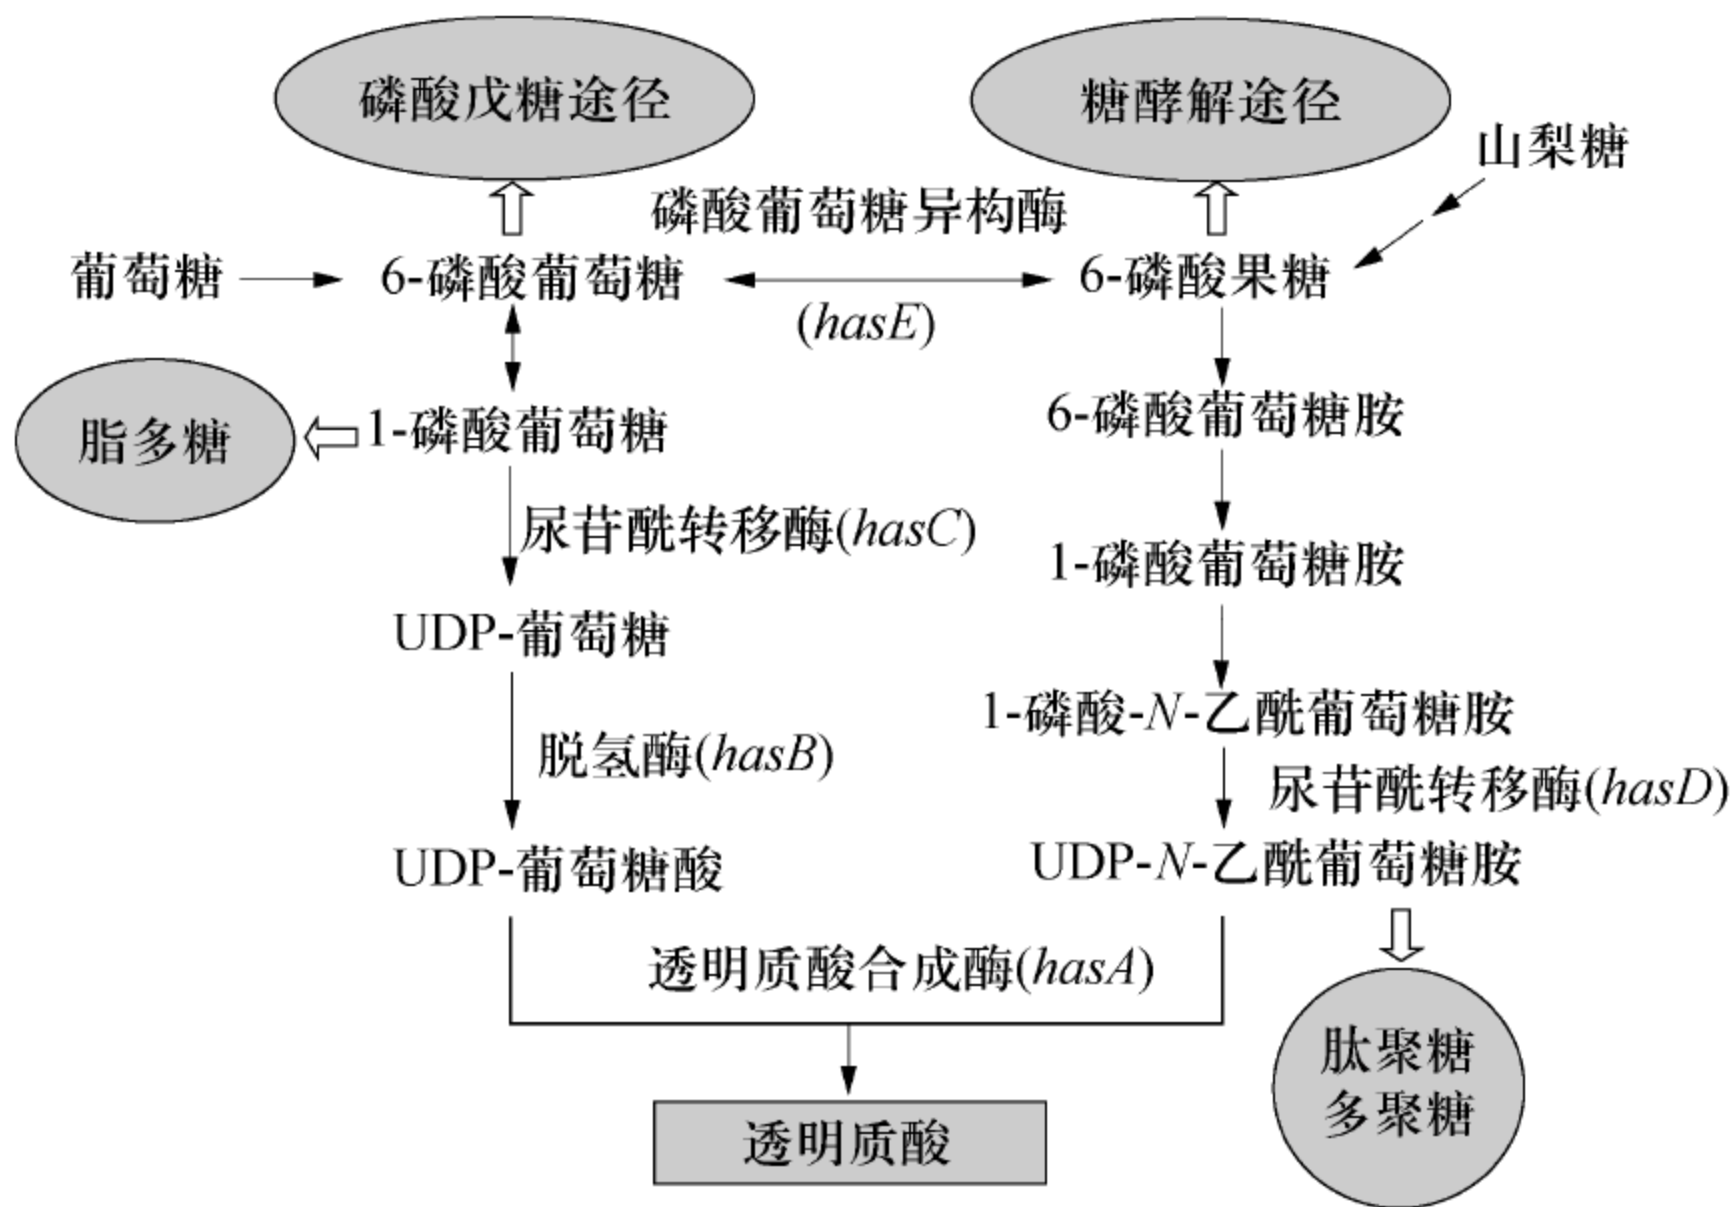 磷酸戊糖途径
糖酵解途径
山梨糖
磷酸葡萄糖异构酶
葡萄糖
6-磷酸葡萄糖
6-磷酸果糖
(hasE)
脂多糖
1-磷酸葡萄糖
6-磷酸葡萄糖胺
尿苷酰转移酶(hasC)
1-磷酸葡萄糖胺
UDP-葡萄糖
1-磷酸-N-乙酰葡萄糖胺
脱氢酶(hasB)
尿苷酰转移酶(hasD)
UDP-葡萄糖酸
UDP-N-乙酰葡萄糖胺
透明质酸合成酶(hasA)
肽聚糖
多聚糖
透明质酸